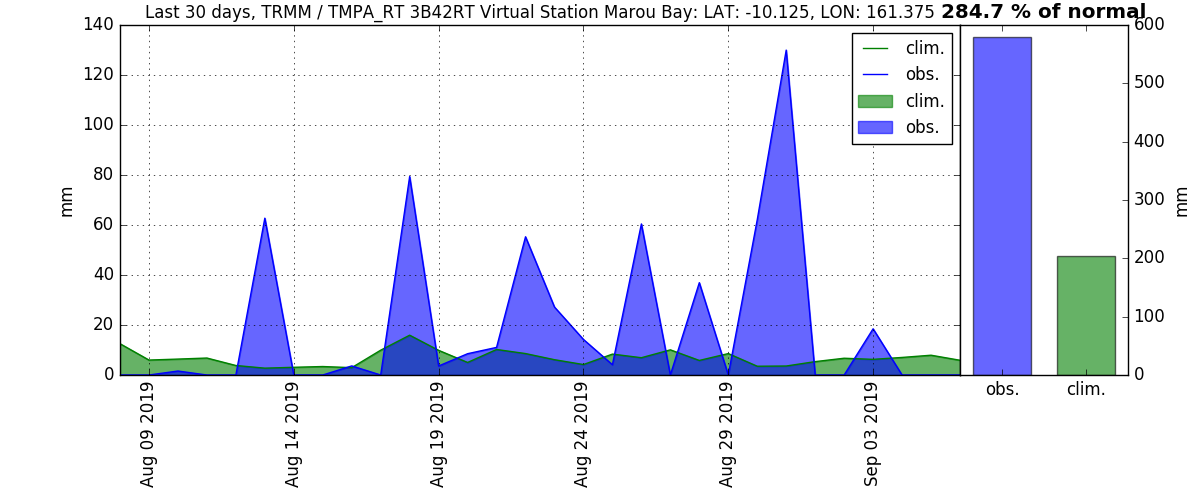 Last 30 days, TRMM / TMPA_RT 3B42RT Virtual Station Marou Bay: LAT: -10.125, LON: 161.375 284.7 % of normal
140
120
100
80
60
40
20
0
mm
clim.
obs.
clim.
obs.
Aug 09 2019
Aug 14 2019
Aug 19 2019
Aug 24 2019
Aug 29 2019
Sep 03 2019
600
500
400
300
200
100
0
mm
obs. clim.